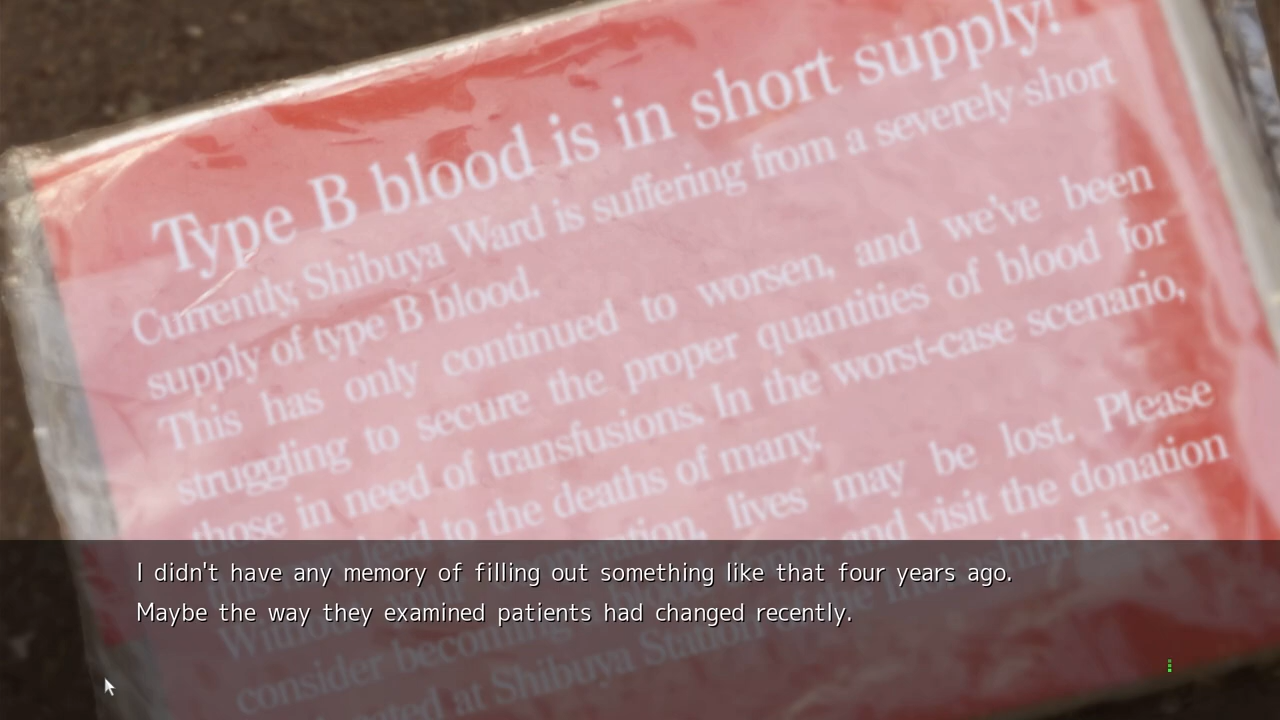 Type B blood is in short supply!
Currently, Shibuya Ward is suffering from a severely-short
supply of type B blood.
This has only continued to worsen, and we've been
struggling to secure the proper quantities of blood for
those in need of transfusions. In the worst-case scenario,
this may lead to the deaths of many.
lives may be lost. Please
consider becoming and visit the donation
at Shibuya Station Line.
I didn't have any memory of filling out something like that four years ago.
Maybe the way they examined patients had changed recently.